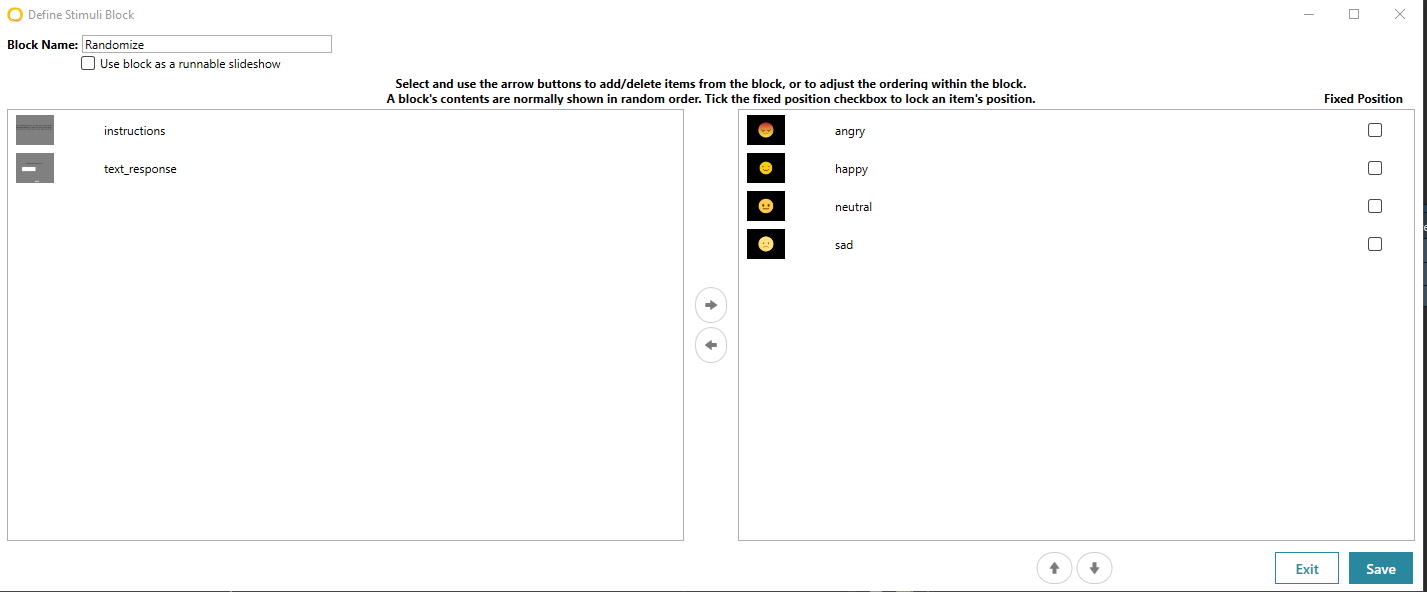 Define Stimuli Block
Block Name: Randomize
Use block as a runnable slideshow
Select and use the arrow buttons to add/delete items from the block, or to adjust the ordering within the block.
A block's contents are normally shown in random order. Tick the fixed position checkbox to lock an item's position.
Fixed Position
instructions
text_response
angry
happy
neutral
sad
Exit
Save